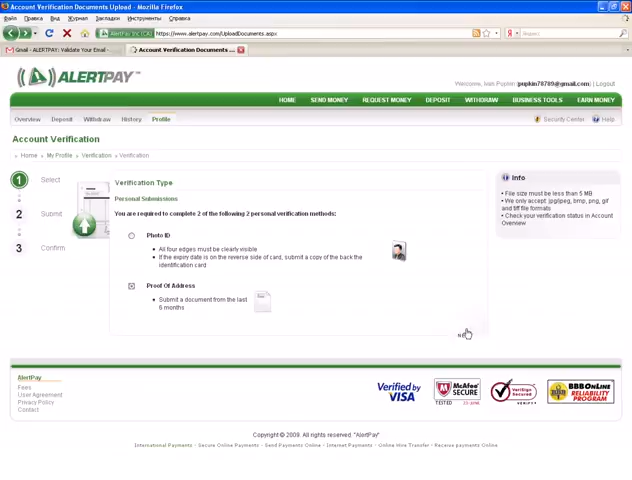 Account Verification Documents Upload - Mozilla Firefox
Файл Правка Вид Журнал Закладки Инструменты Справка
AlertPay Inc (CA) https://www.alertpay.com/UploadDocuments.aspx
Gmail - ALERTPAY: Validate Your Email - ... Account Verification Documents ...
ALERTPAY™
Welcome, Ivan Pupkin (pupkin78789@gmail.com) | Logout
HOME SEND MONEY REQUEST MONEY DEPOSIT WITHDRAW BUSINESS TOOLS EARN MONEY
Overview Deposit Withdraw History Profile Security Center Help
Account Verification
Home > My Profile > Verification > Verification
1 Select
2 Submit
3 Confirm
Verification Type
Personal Submissions
You are required to complete 2 of the following 2 personal verification methods:
Photo ID
• All four edges must be clearly visible
• If the expiry date is on the reverse side of card, submit a copy of the back the
identification card
Proof Of Address
• Submit a document from the last
6 months
Info
• File size must be less than 5 MB
• We only accept: jpg/jpeg, bmp, png, gif
and tiff file formats
• Check your verification status in Account
Overview
AlertPay
Fees
User Agreement
Privacy Policy
Contact
Verified by
VISA
McAfee
SECURE
TESTED
VeriSign
Secured
VERIFY
BBBOnLine
RELIABILITY
PROGRAM
Copyright © 2009. All rights reserved. "AlertPay"
International Payments - Secure Online Payments - Send Payments Online - Internet Payments - Online Wire Transfer - Receive payments Online